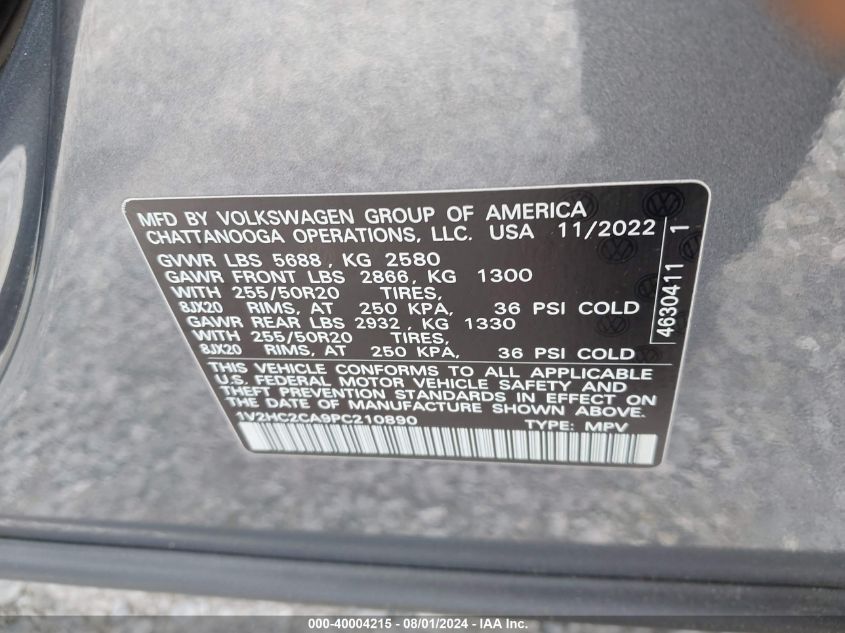 MFD BY VOLKSWAGEN GROUP OF AMERICA
CHATTANOOGA OPERATIONS, LLC. USA 11/2022
GVWR LBS 5688, KG 2580
GAWR FRONT LBS 2866, KG 1300
WITH 255/50R20 TIRES,
8JX20 RIMS, AT 250 KPA, 36 PSI COLD
GAWR REAR LBS 2932, KG 1330
WITH 255/50R20 TIRES,
8JX20 RIMS, AT 250 KPA, 36 PSI COLD
THIS VEHICLE CONFORMS TO ALL APPLICABLE
U.S. FEDERAL MOTOR VEHICLE SAFETY AND
THEFT PREVENTION STANDARDS IN EFFECT ON
THE DATE OF MANUFACTURE SHOWN ABOVE.
1V2HC2CA9PC210890 TYPE: MPV
4630411 1
000-40004215 - 08/01/2024 - IAA Inc.